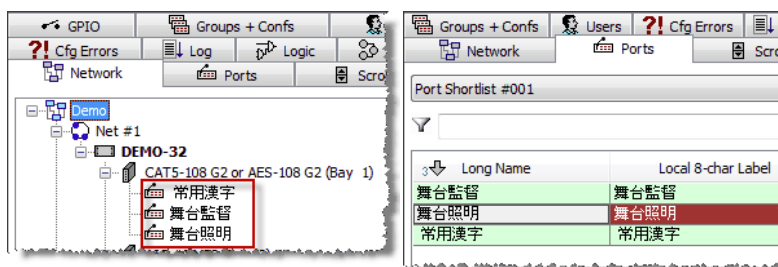 GPIO
Groups + Confs
?! Cfg Errors
Log
Logic
Network
Ports
Scro
Demo
Net #1
DEMO-32
CAT5-108 G2 or AES-108 G2 (Bay 1)
常用漢字
舞台監督
舞台照明
Groups + Confs
Users
?! Cfg Errors
Network
Ports
Scro
Port Shortlist #001
3 Long Name
Local 8-char Label
舞台監督
舞台監督
舞台照明
舞台照明
常用漢字
常用漢字